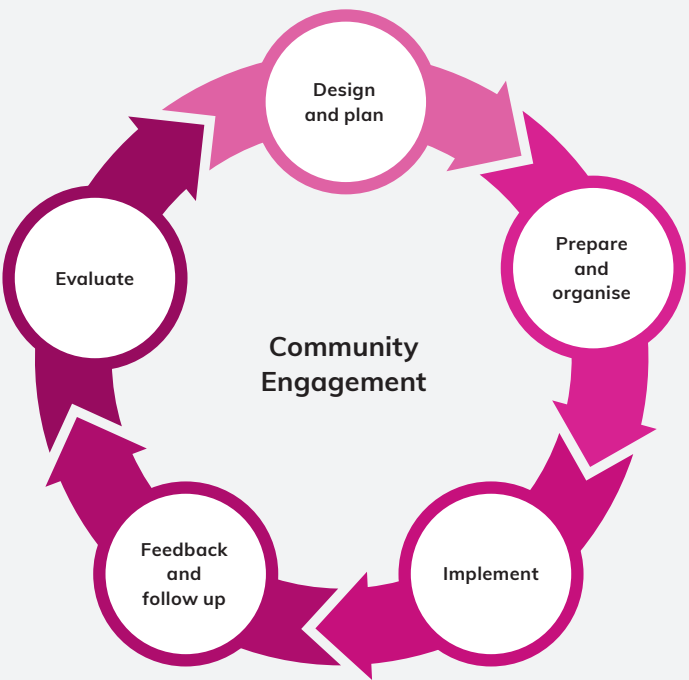 Design
and plan
Prepare
and
organise
Community
Engagement
Evaluate
Implement
Feedback
and
follow up